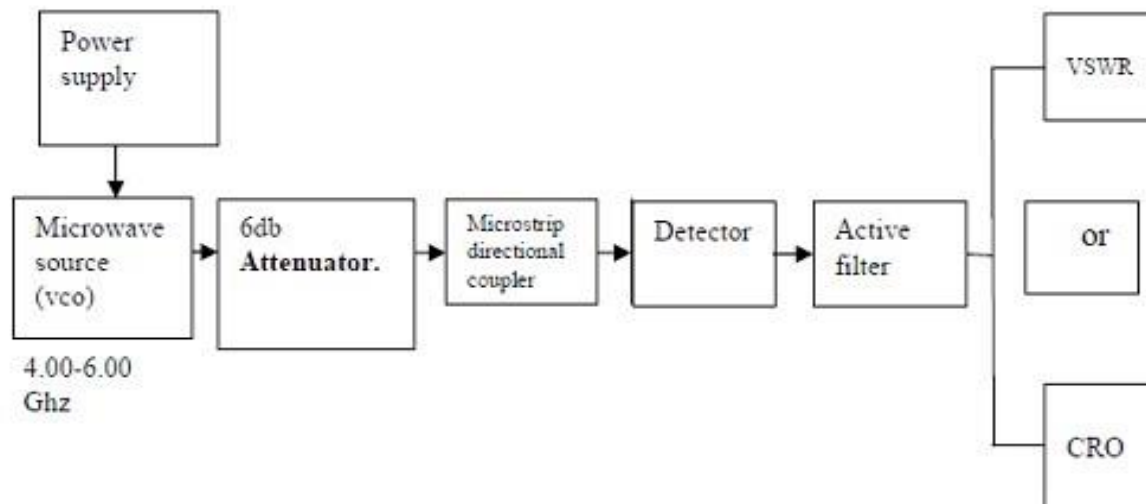 Power
supply
VSWR
Microwave
source
(vco)
6db
Attenuator.
Microstrip
directional
coupler
Detector
Active
filter
or
4.00-6.00
Ghz
CRO